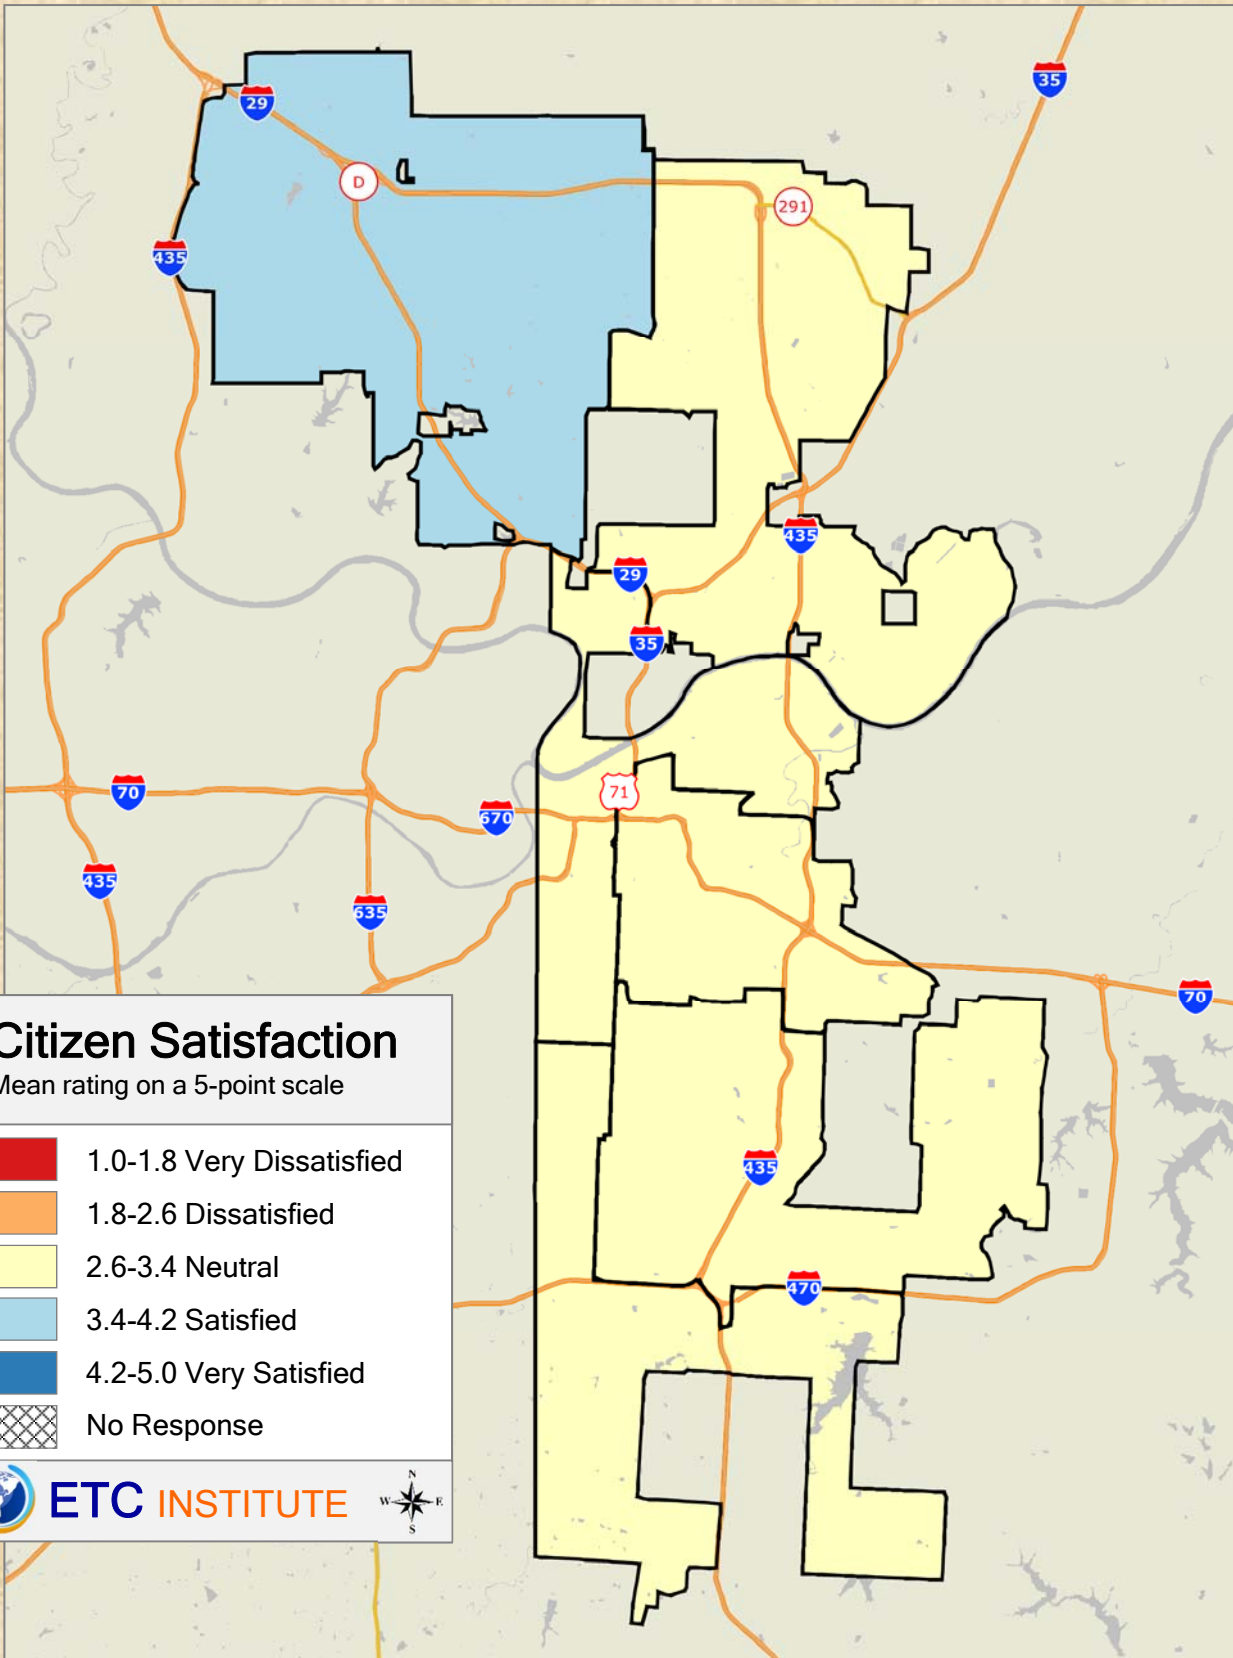 35
29
D
291
435
435
29
35
70
71
670
435
635
70
Citizen Satisfaction
Mean rating on a 5-point scale
1.0-1.8 Very Dissatisfied
1.8-2.6 Dissatisfied
2.6-3.4 Neutral
3.4-4.2 Satisfied
4.2-5.0 Very Satisfied
No Response
435
470
ETC INSTITUTE
N
W E
S